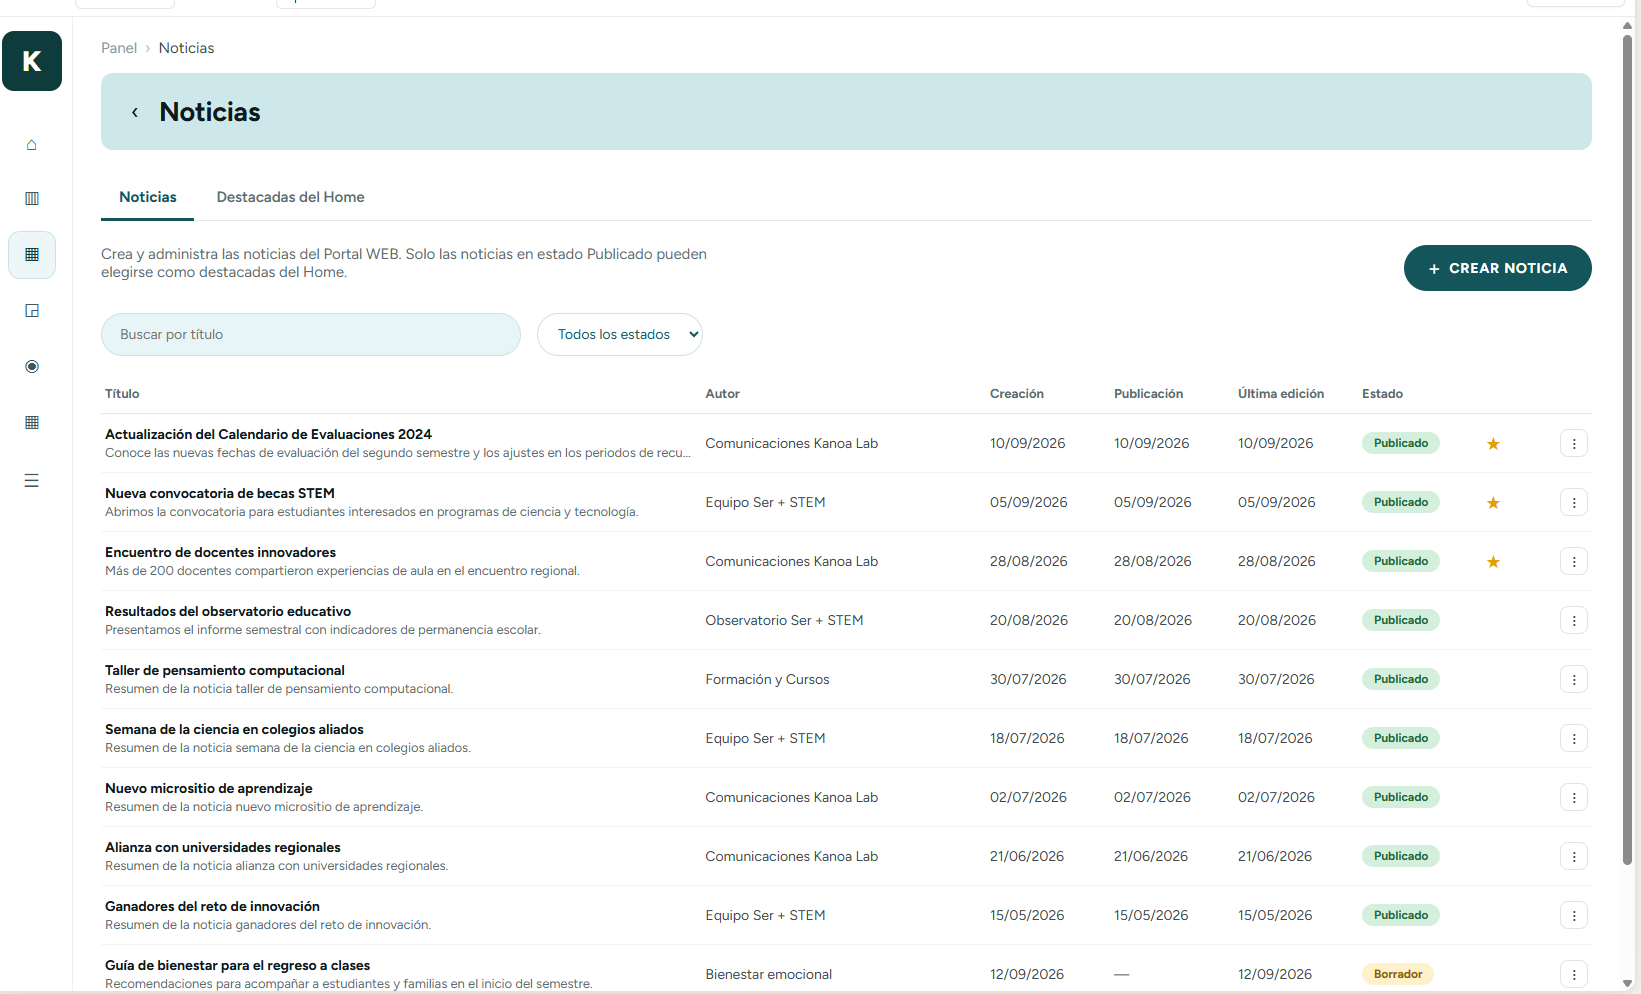 K
Panel › Noticias
‹ Noticias
Noticias Destacadas del Home
Crea y administra las noticias del Portal WEB. Solo las noticias en estado Publicado pueden
elegirse como destacadas del Home.
+ CREAR NOTICIA
Buscar por título Todos los estados
Título Autor Creación Publicación Última edición Estado
Actualización del Calendario de Evaluaciones 2024
Conoce las nuevas fechas de evaluación del segundo semestre y los ajustes en los periodos de recu...
Comunicaciones Kanoa Lab 10/09/2026 10/09/2026 10/09/2026 Publicado ★
Nueva convocatoria de becas STEM
Abrimos la convocatoria para estudiantes interesados en programas de ciencia y tecnología.
Equipo Ser + STEM 05/09/2026 05/09/2026 05/09/2026 Publicado ★
Encuentro de docentes innovadores
Más de 200 docentes compartieron experiencias de aula en el encuentro regional.
Comunicaciones Kanoa Lab 28/08/2026 28/08/2026 28/08/2026 Publicado ★
Resultados del observatorio educativo
Presentamos el informe semestral con indicadores de permanencia escolar.
Observatorio Ser + STEM 20/08/2026 20/08/2026 20/08/2026 Publicado
Taller de pensamiento computacional
Resumen de la noticia taller de pensamiento computacional.
Formación y Cursos 30/07/2026 30/07/2026 30/07/2026 Publicado
Semana de la ciencia en colegios aliados
Resumen de la noticia semana de la ciencia en colegios aliados.
Equipo Ser + STEM 18/07/2026 18/07/2026 18/07/2026 Publicado
Nuevo micrositio de aprendizaje
Resumen de la noticia nuevo micrositio de aprendizaje.
Comunicaciones Kanoa Lab 02/07/2026 02/07/2026 02/07/2026 Publicado
Alianza con universidades regionales
Resumen de la noticia alianza con universidades regionales.
Comunicaciones Kanoa Lab 21/06/2026 21/06/2026 21/06/2026 Publicado
Ganadores del reto de innovación
Resumen de la noticia ganadores del reto de innovación.
Equipo Ser + STEM 15/05/2026 15/05/2026 15/05/2026 Publicado
Guía de bienestar para el regreso a clases
Recomendaciones para acompañar a estudiantes y familias en el inicio del semestre.
Bienestar emocional 12/09/2026 — 12/09/2026 Borrador